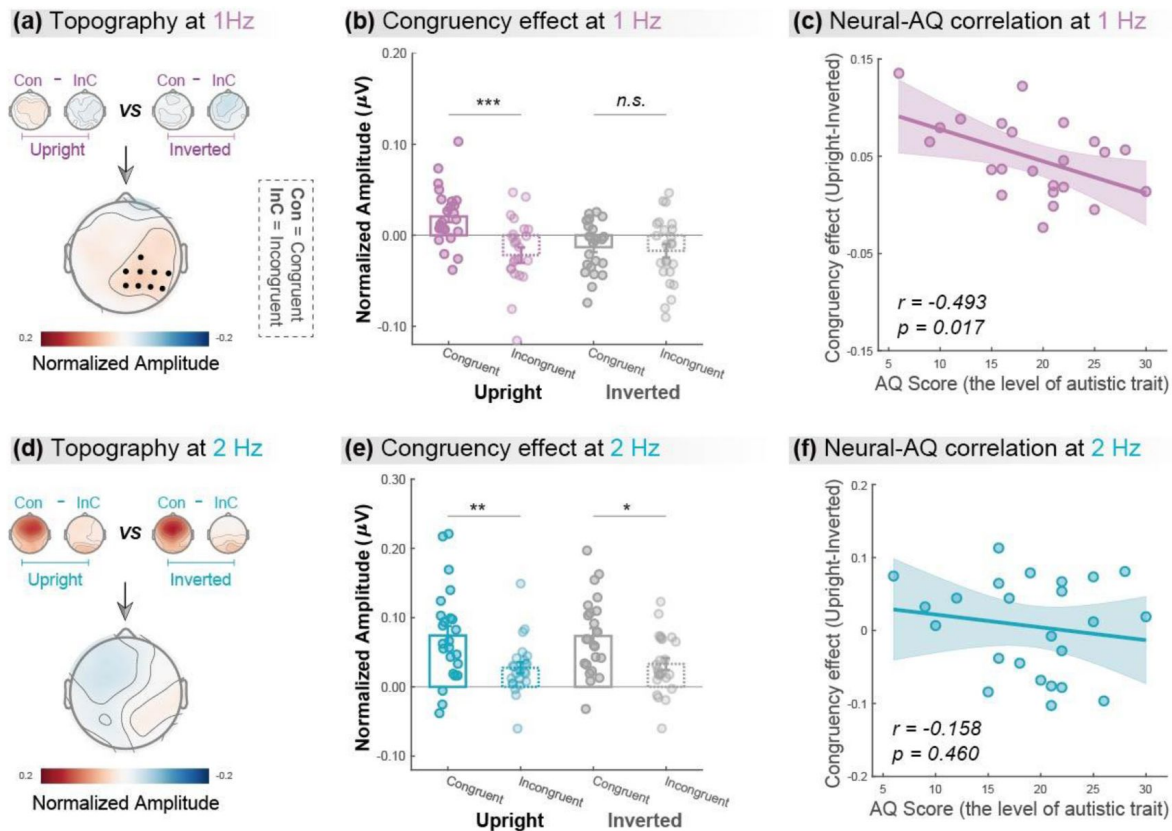 (a) Topography at 1Hz
Con - InC
VS
Con - InC
Upright
Inverted
Con = Congruent
InC = Incongruent
0.2
-0.2
Normalized Amplitude
(b) Congruency effect at 1 Hz
Normalized Amplitude (μV)
0.20
0.10
0.00
-0.10
***
n.s.
Congruent
Incongruent
Congruent
Incongruent
Upright
Inverted
(c) Neural-AQ correlation at 1 Hz
Congruency effect (Upright-Inverted)
0.15
0.05
-0.05
-0.15
r = -0.493
p = 0.017
5
10
15
20
25
30
AQ Score (the level of autistic trait)
(d) Topography at 2 Hz
Con - InC
VS
Con - InC
Upright
Inverted
0.2
-0.2
Normalized Amplitude
(e) Congruency effect at 2 Hz
Normalized Amplitude (μV)
0.30
0.20
0.10
0.00
-0.10
**
*
Congruent
Incongruent
Congruent
Incongruent
Upright
Inverted
(f) Neural-AQ correlation at 2 Hz
Congruency effect (Upright-Inverted)
0.2
0.1
0
-0.1
-0.2
r = -0.158
p = 0.460
5
10
15
20
25
30
AQ Score (the level of autistic trait)